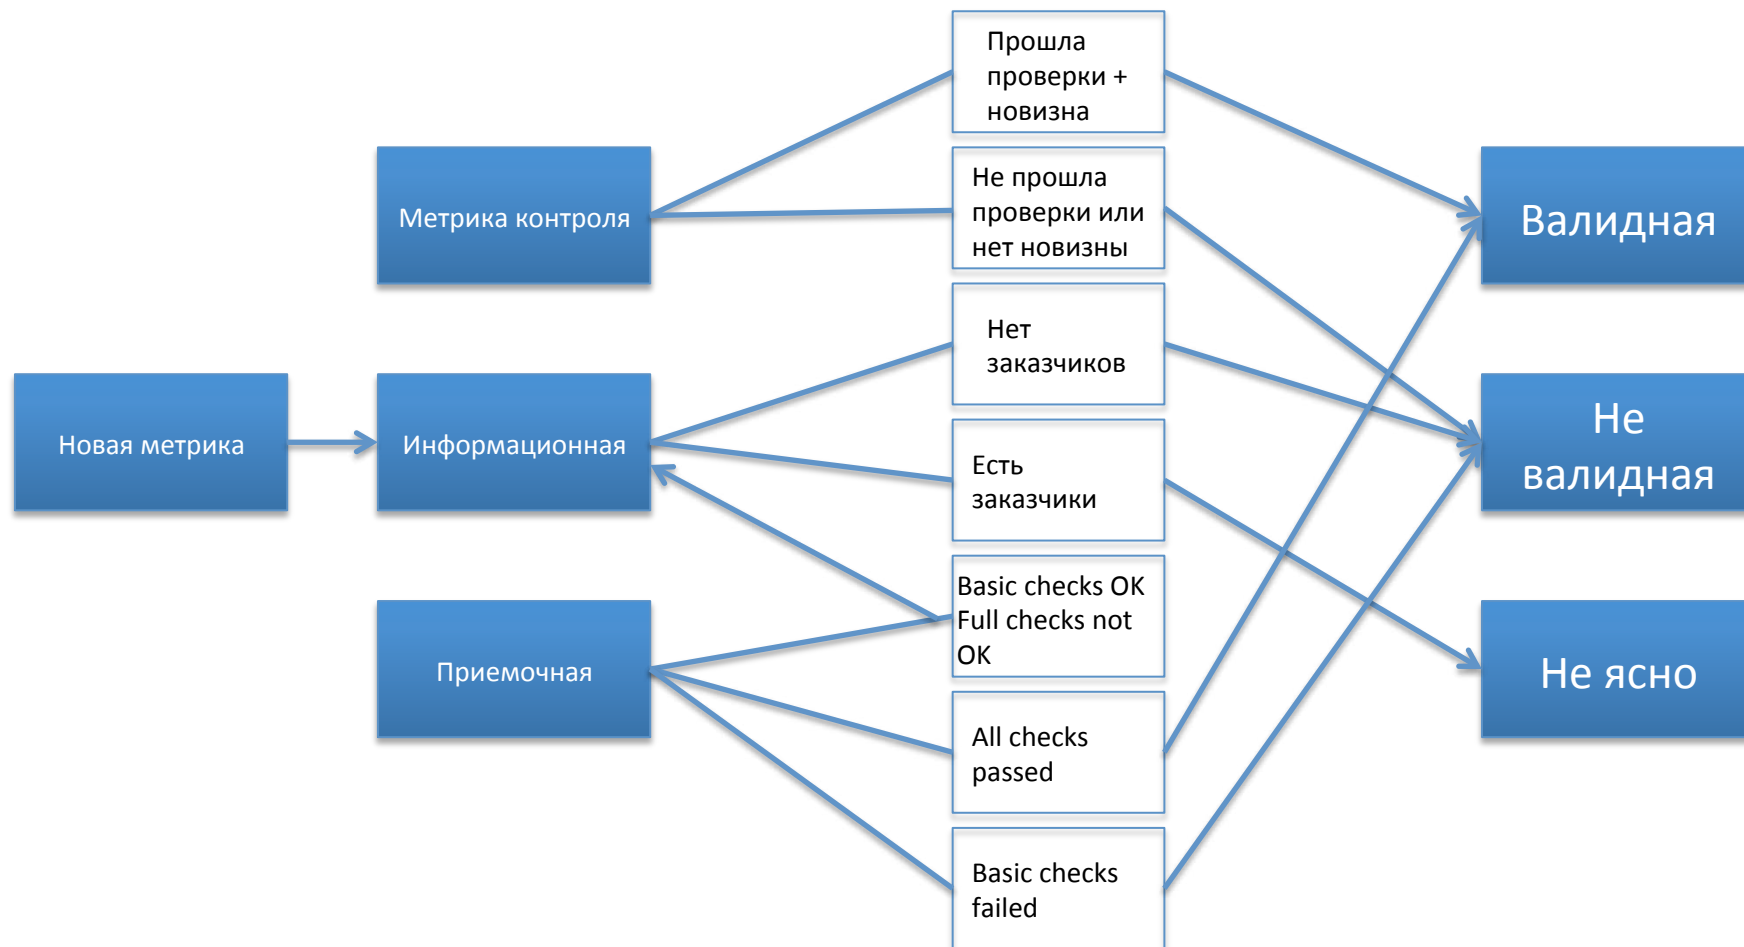 Прошла
проверки +
новизна
Метрика контроля
Не прошла
проверки или
нет новизны
Валидная
Нет
заказчиков
Новая метрика
Информационная
Есть
заказчики
Не
валидная
Basic checks OK
Full checks not
OK
Приемочная
Не ясно
All checks
passed
Basic checks
failed